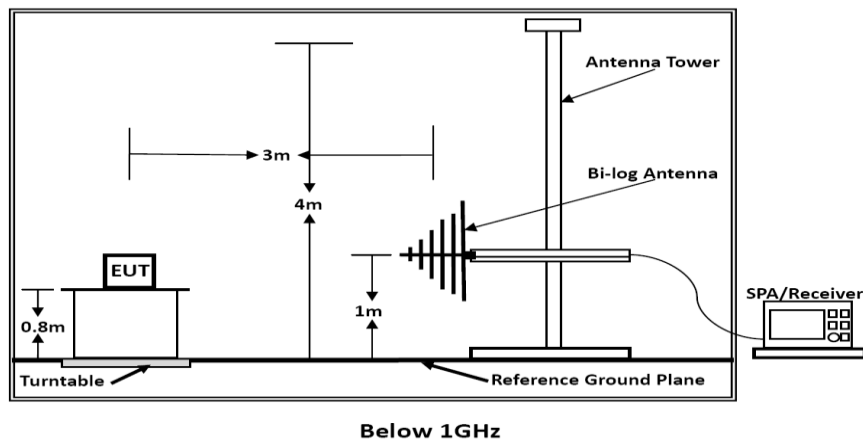 Antenna Tower
3m
Bi-log Antenna
4m
EUT
SPA/Receiver
0.8m
1m
Turntable
Reference Ground Plane
Below 1GHz